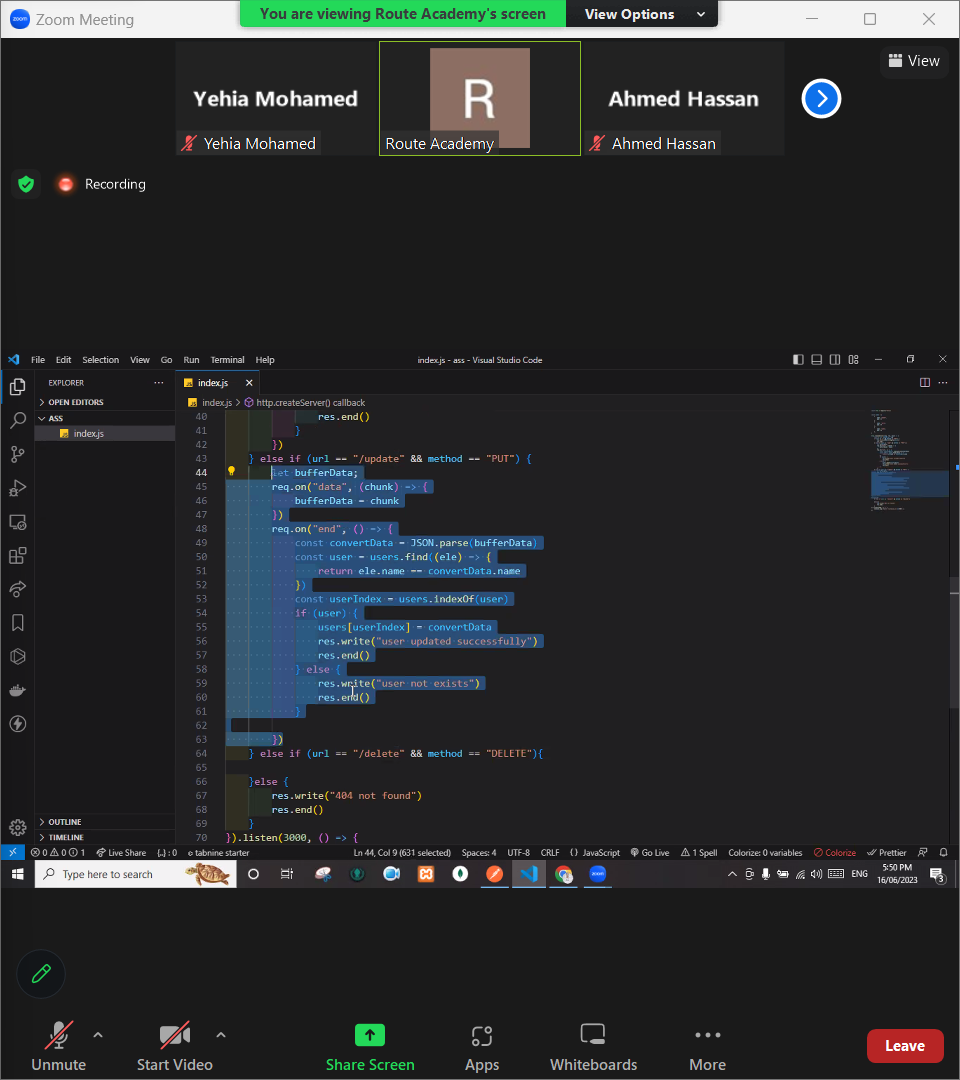 zoom
Zoom Meeting
You are viewing Route Academy's screen
View Options
View
Yehia Mohamed
R
Ahmed Hassan
Yehia Mohamed
Route Academy
Ahmed Hassan
Recording
File Edit Selection View Go Run Terminal Help
index.js - ass - Visual Studio Code
EXPLORER
index.js
OPEN EDITORS
ASS
index.js
index.js > http.createServer() callback
40 res.end()
41 }
42 })
43 } else if (url == "/update" && method == "PUT") {
44 let bufferData;
45 req.on("data", (chunk) => {
46 bufferData = chunk
47 })
48 req.on("end", () => {
49 const convertData = JSON.parse(bufferData)
50 const user = users.find((ele) => {
51 return ele.name == convertData.name
52 })
53 const userIndex = users.indexOf(user)
54 if (user) {
55 users[userIndex] = convertData
56 res.write("user updated successfully")
57 res.end()
58 } else {
59 res.write("user not exists")
60 res.end()
61 }
62
63 })
64 } else if (url == "/delete" && method == "DELETE"){
65
66 }else {
67 res.write("404 not found")
68 res.end()
69 }
70 }).listen(3000, () => {
OUTLINE
TIMELINE
0 0 1 Live Share {..} : 0 tabnine starter Ln 44, Col 9 (631 selected) Spaces: 4 UTF-8 CRLF {} JavaScript Go Live 1 Spell Colorize: 0 variables Colorize Prettier
Type here to search
zoom
ENG
5:50 PM
16/06/2023
3
Unmute
Start Video
Share Screen
Apps
Whiteboards
More
Leave